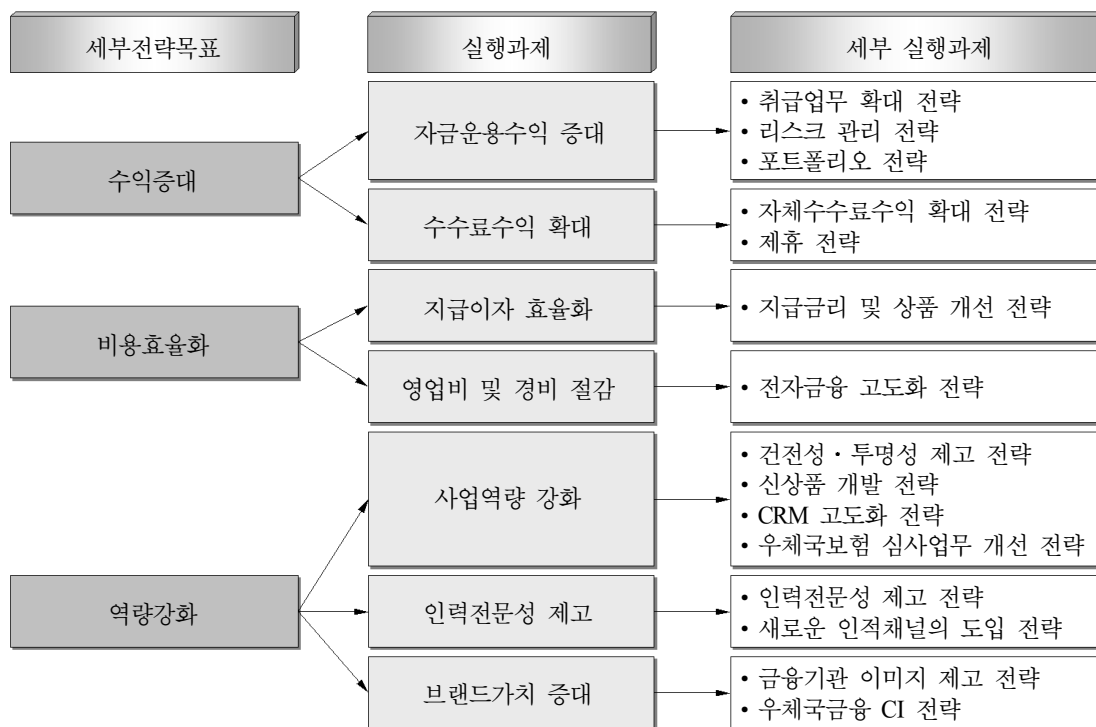 세부전략목표
실행과제
세부 실행과제
수익증대
자금운용수익 증대
• 취급업무 확대 전략
• 리스크 관리 전략
• 포트폴리오 전략
수수료수익 확대
• 자체수수료수익 확대 전략
• 제휴 전략
비용효율화
지급이자 효율화
• 지급금리 및 상품 개선 전략
영업비 및 경비 절감
• 전자금융 고도화 전략
역량강화
사업역량 강화
• 건전성·투명성 제고 전략
• 신상품 개발 전략
• CRM 고도화 전략
• 우체국보험 심사업무 개선 전략
인력전문성 제고
• 인력전문성 제고 전략
• 새로운 인적채널의 도입 전략
브랜드가치 증대
• 금융기관 이미지 제고 전략
• 우체국금융 CI 전략